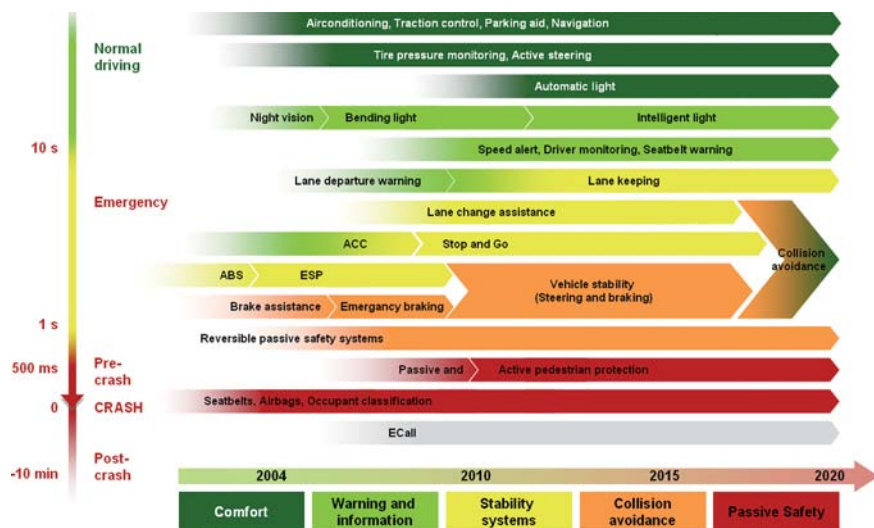 Airconditioning, Traction control, Parking aid, Navigation
Normal
driving
Tire pressure monitoring, Active steering
Automatic light
Night vision
Bending light
Intelligent light
10 s
Speed alert, Driver monitoring, Seatbelt warning
Lane departure warning
Lane keeping
Emergency
Lane change assistance
ACC
Stop and Go
Collision
avoidance
ABS
ESP
Vehicle stability
(Steering and braking)
Brake assistance
Emergancy braking
1 s
Reversible passive safety systems
500 ms
Pre-
crash
Passive and
Active pedestrian protection
0
CRASH
Seatbelts, Airbags, Occupant classification
ECall
-10 min
Post-
crash
2004
2010
2015
2020
Comfort
Warning and
information
Stability
systems
Collision
avoidance
Passive Safety